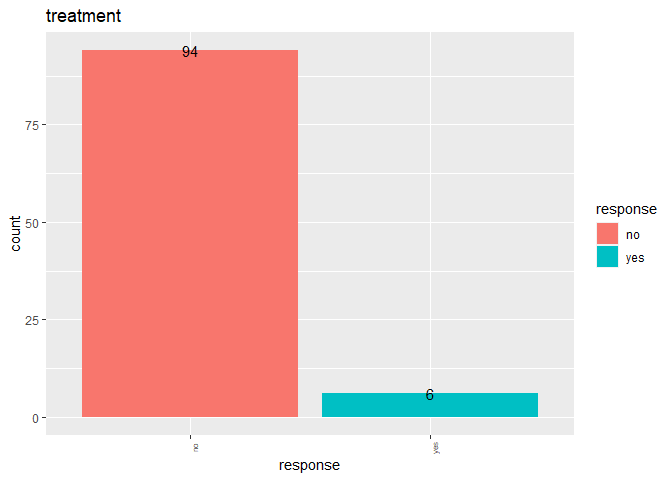 treatment
94
75
50
25
0
6
count
no
yes
response
response
no
yes